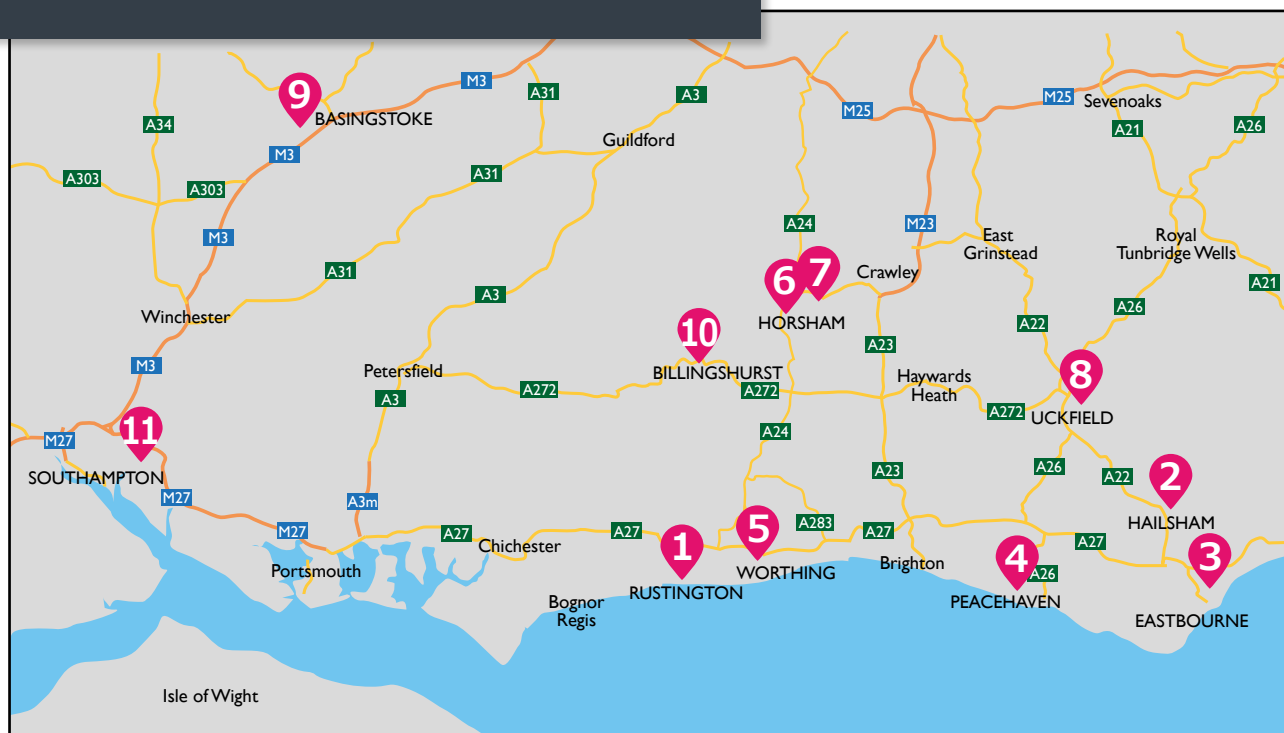 M3
A31
A3
M25
M25
Sevenoaks
9
BASINGSTOKE
A34
A21
A26
M3
Guildford
A303
A303
A31
M3
A24
M23
East
Grinstead
Royal
Tunbridge Wells
A31
6
7
Crawley
A21
A3
HORSHAM
A26
Winchester
A22
10
BILLINGSHURST
A23
M3
Petersfield
A272
A272
Haywards
Heath
8
UCKFIELD
A3
A272
11
SOUTHAMPTON
M27
A24
A23
A26
A22
2
HAILSHAM
M27
A3m
M27
A27
Chichester
A27
1
RUSTINGTON
5
WORTHING
A283
A27
Brighton
4
PEACEHAVEN
A26
A27
3
EASTBOURNE
Portsmouth
Bognor
Regis
Isle of Wight